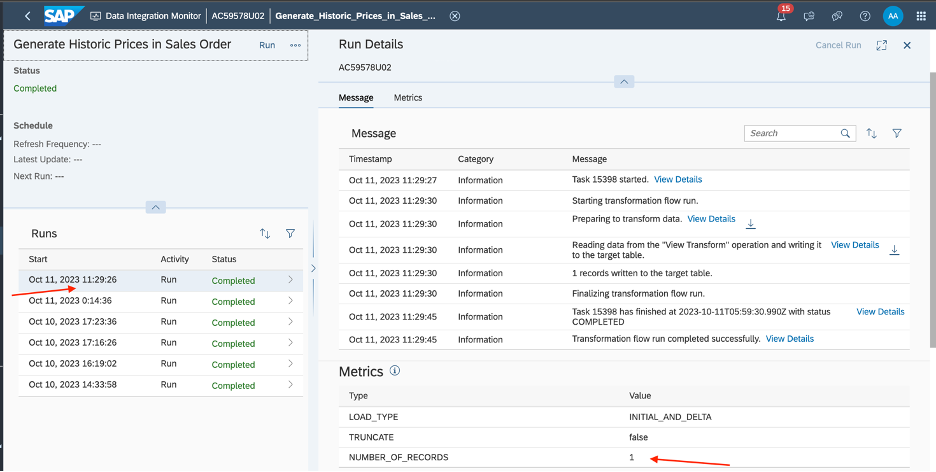 SAP Data Integration Monitor AC59578U02 Generate_Historic_Prices_in_Sales_... 15 AA
Generate Historic Prices in Sales Order Run
Status
Completed
Schedule
Refresh Frequency: ---
Latest Update: ---
Next Run: ---
Runs
Start Activity Status
Oct 11, 2023 11:29:26 Run Completed
Oct 11, 2023 0:14:36 Run Completed
Oct 10, 2023 17:23:36 Run Completed
Oct 10, 2023 17:16:26 Run Completed
Oct 10, 2023 16:19:02 Run Completed
Oct 10, 2023 14:33:58 Run Completed
Run Details Cancel Run
AC59578U02
Message Metrics
Message Search
Timestamp Category Message
Oct 11, 2023 11:29:27 Information Task 15398 started. View Details
Oct 11, 2023 11:29:30 Information Starting transformation flow run.
Oct 11, 2023 11:29:30 Information Preparing to transform data. View Details
Oct 11, 2023 11:29:30 Information Reading data from the "View Transform" operation and writing it View Details
to the target table.
Oct 11, 2023 11:29:30 Information 1 records written to the target table.
Oct 11, 2023 11:29:30 Information Finalizing transformation flow run.
Oct 11, 2023 11:29:45 Information Task 15398 has finished at 2023-10-11T05:59:30.990Z with status View Details
COMPLETED
Oct 11, 2023 11:29:45 Information Transformation flow run completed successfully. View Details
Metrics
Type Value
LOAD_TYPE INITIAL_AND_DELTA
TRUNCATE false
NUMBER_OF_RECORDS 1